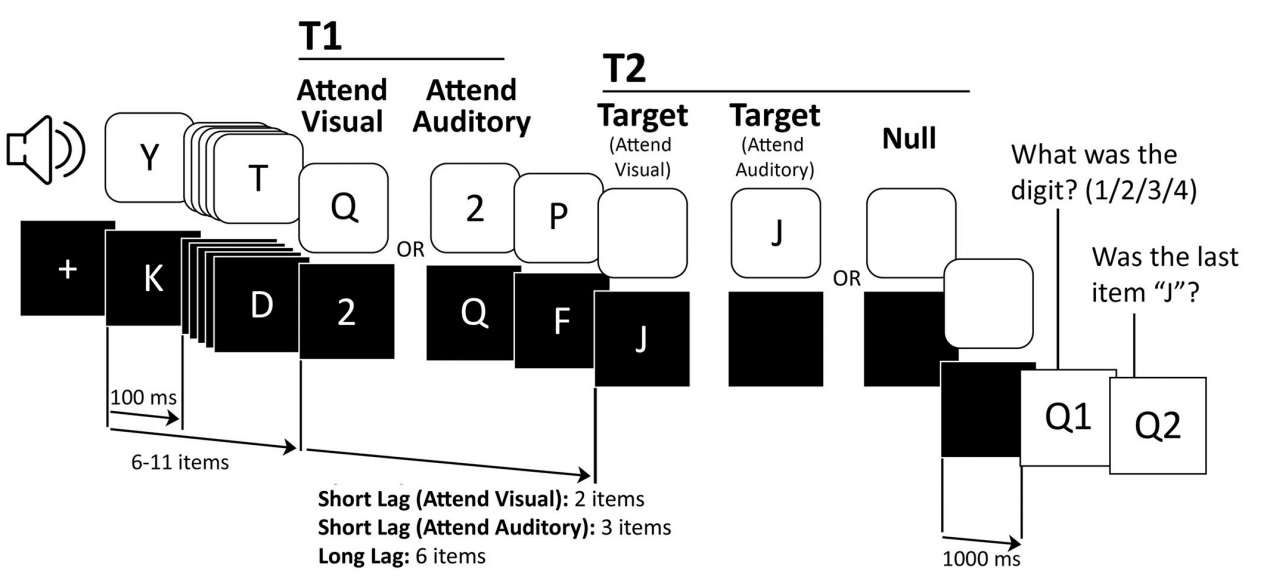 T1
Attend
Visual
Attend
Auditory
T2
Target
(Attend
Visual)
Target
(Attend
Auditory)
Null
What was the
digit? (1/2/3/4)
Was the last
item “J”?
Y
T
Q
OR
2
P
J
OR
+
K
D
2
Q
F
J
Q1
Q2
100 ms
6-11 items
Short Lag (Attend Visual): 2 items
Short Lag (Attend Auditory): 3 items
Long Lag: 6 items
1000 ms